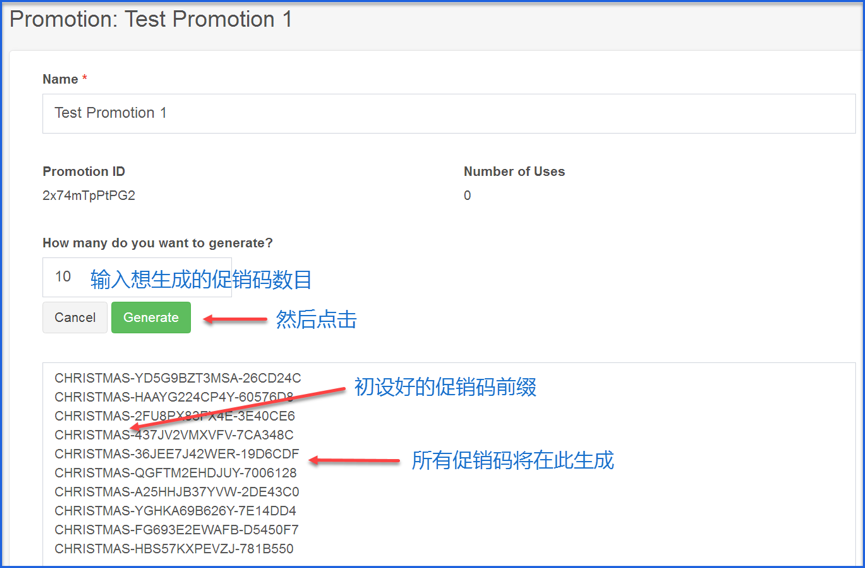 Promotion: Test Promotion 1
Name *
Test Promotion 1
Promotion ID
Number of Uses
2x74mTpPtPG2
0
How many do you want to generate?
10 输入想生成的促销码数目
Cancel Generate 然后点击
CHRISTMAS-YD5G9BZT3MSA-26CD24C
CHRISTMAS-HAAYG224CP4Y-60576D8
初设好的促销码前缀
CHRISTMAS-2FU8PX83FX4E-3E40CE6
CHRISTMAS-437JV2VMXVFV-7CA348C
CHRISTMAS-36JEE7J42WER-19D6CDF
所有促销码将在此生成
CHRISTMAS-QGFTM2EHDJUY-7006128
CHRISTMAS-A25HHJB37YVW-2DE43C0
CHRISTMAS-YGHKA69B626Y-7E14DD4
CHRISTMAS-FG693E2EWAFB-D5450F7
CHRISTMAS-HBS57KXPEVZJ-781B550